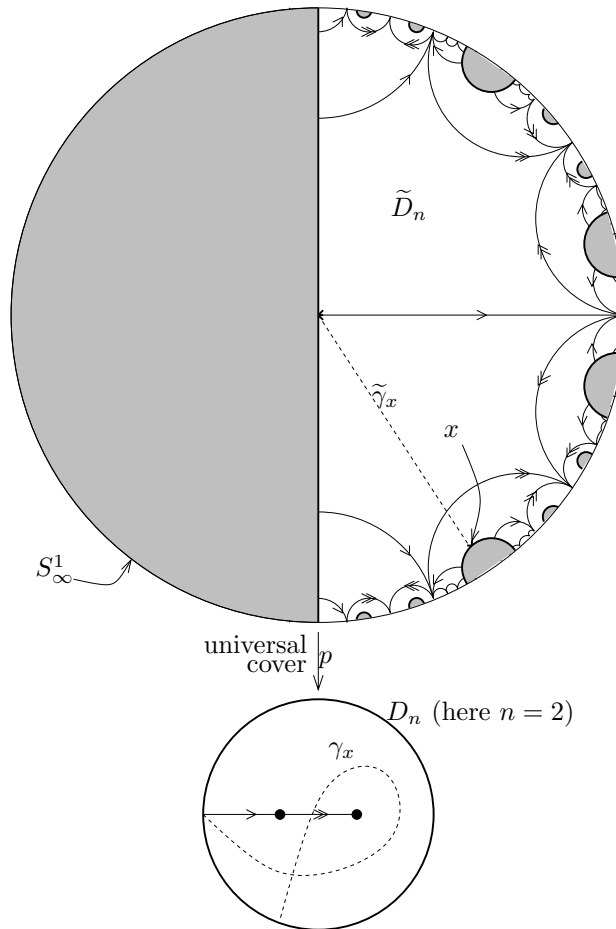 D̃ₙ
γ̃ₓ
x
S¹∞
universal
cover p
Dₙ (here n = 2)
γₓ